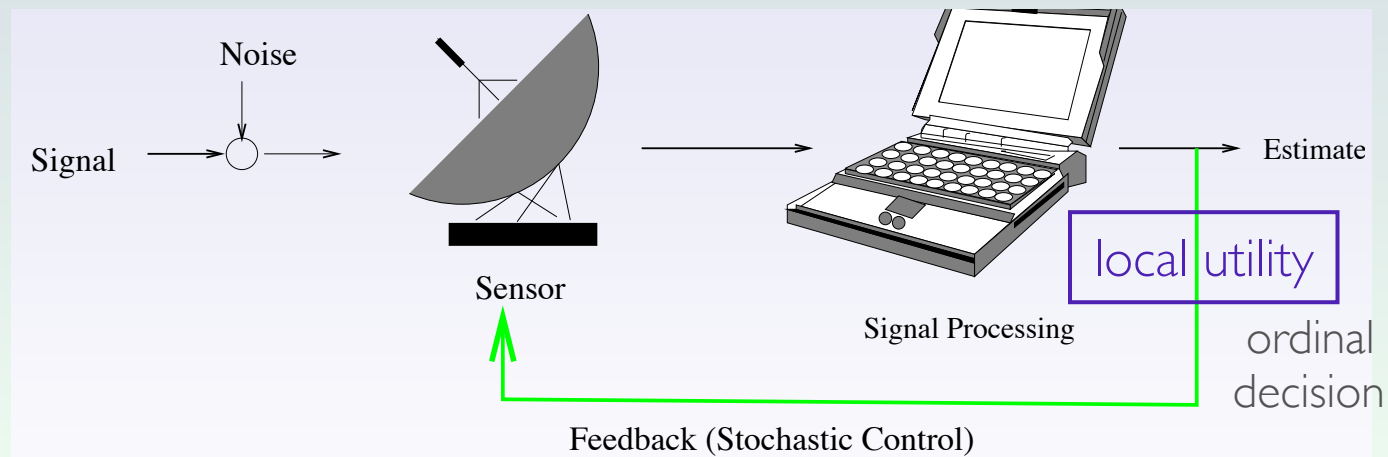 Noise
Signal
Estimate
local utility
Sensor
Signal Processing
ordinal
decision
Feedback (Stochastic Control)